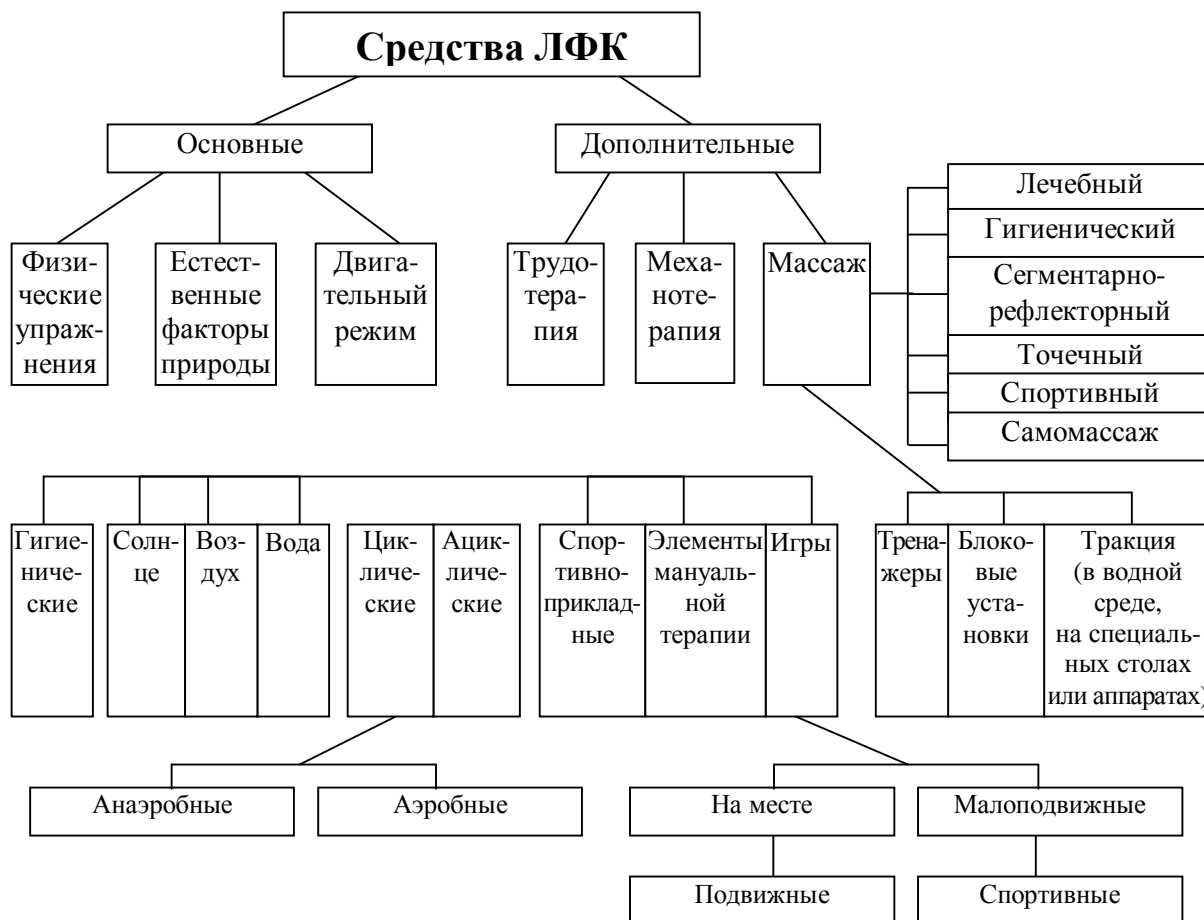 Средства ЛФК
Основные
Дополнительные
Физи-
ческие
упраж-
нения
Естест-
венные
факторы
природы
Двига-
тельный
режим
Трудо-
тера-
пия
Меха-
ноте-
рапия
Массаж
Лечебный
Гигиенический
Сегментарно-
рефлекторный
Точечный
Спортивный
Самомассаж
Гигие-
ниче-
ские
Солн-
це
Воз-
дух
Вода
Цик-
личе-
ские
Ацик-
личе-
ские
Спор-
тивно-
приклад-
ные
Элементы
мануаль-
ной
терапии
Игры
Трена-
жеры
Блоко-
вые
уста-
новки
Тракция
(в водной
среде,
на специаль-
ных столах
или аппаратах)
Анаэробные
Аэробные
На месте
Малоподвижные
Подвижные
Спортивные